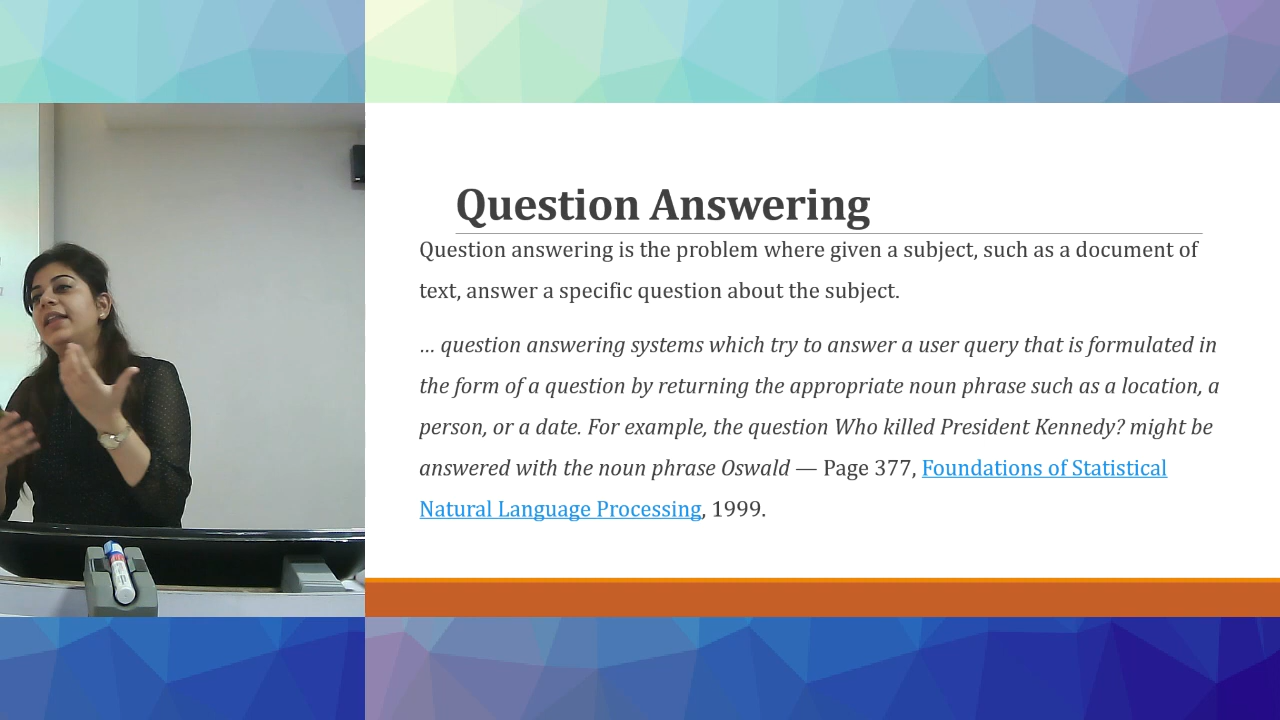 Question Answering
Question answering is the problem where given a subject, such as a document of
text, answer a specific question about the subject.
... question answering systems which try to answer a user query that is formulated in
the form of a question by returning the appropriate noun phrase such as a location, a
person, or a date. For example, the question Who killed President Kennedy? might be
answered with the noun phrase Oswald — Page 377, Foundations of Statistical
Natural Language Processing, 1999.